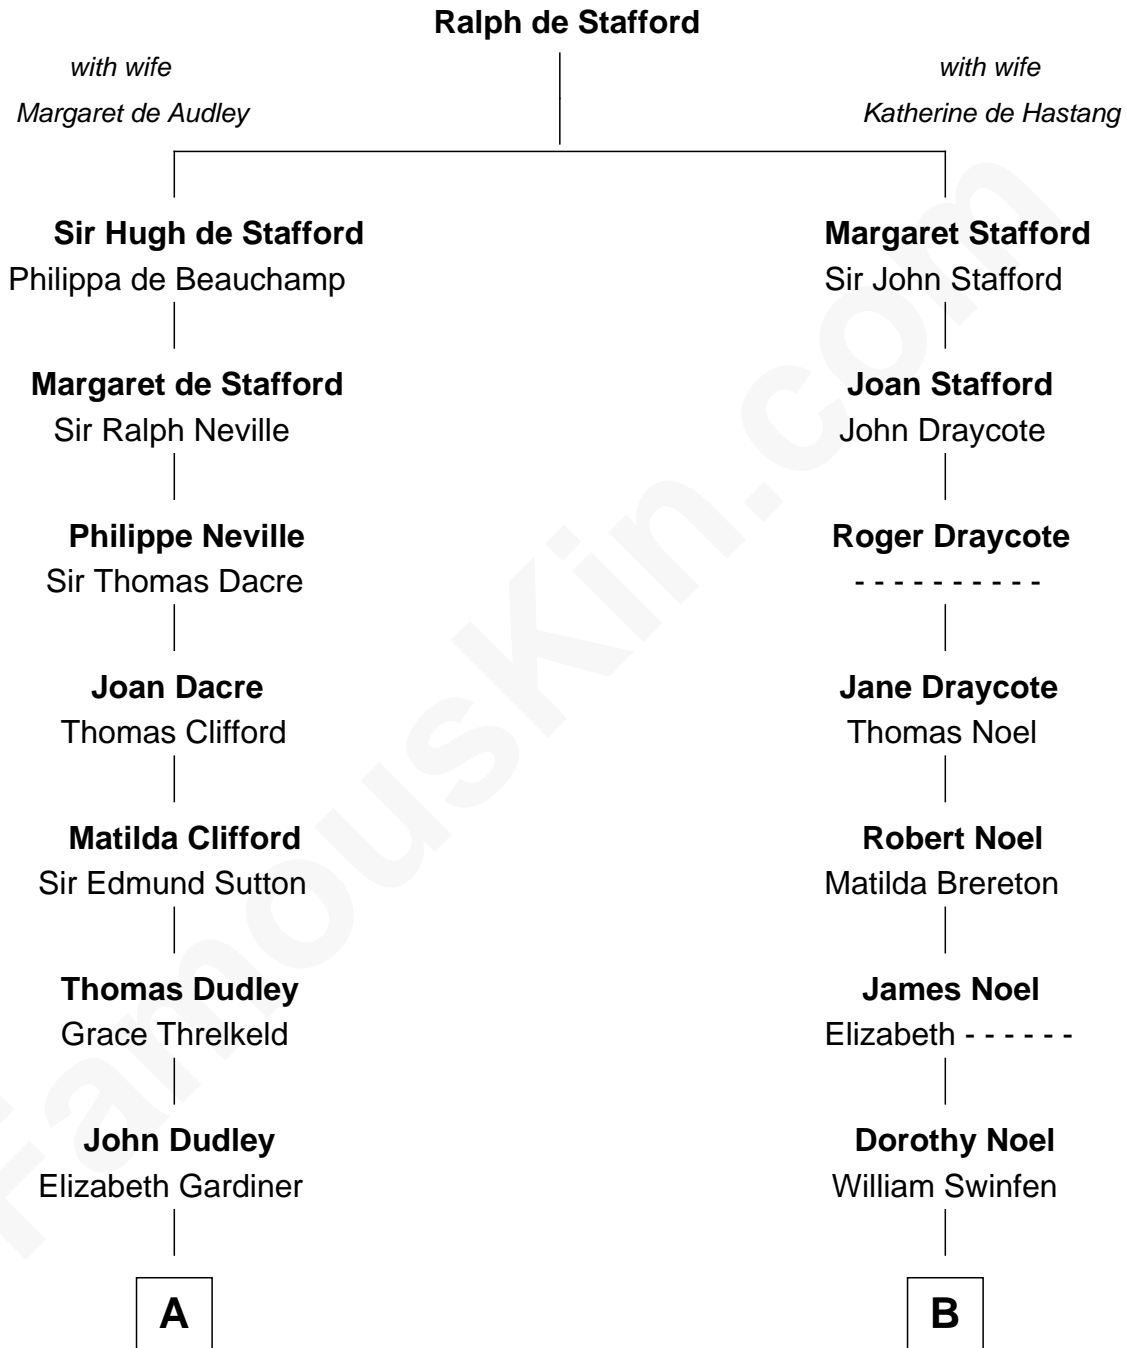 Ralph de Stafford
with wife
Margaret de Audley
with wife
Katherine de Hastang
Sir Hugh de Stafford
Philippa de Beauchamp
Margaret Stafford
Sir John Stafford
Margaret de Stafford
Sir Ralph Neville
Joan Stafford
John Draycote
Philippe Neville
Sir Thomas Dacre
Roger Draycote
- - - - - - - - - -
Joan Dacre
Thomas Clifford
Jane Draycote
Thomas Noel
Matilda Clifford
Sir Edmund Sutton
Robert Noel
Matilda Brereton
Thomas Dudley
Grace Threlkeld
James Noel
Elizabeth - - - - - -
John Dudley
Elizabeth Gardiner
Dorothy Noel
William Swinfen
A
B
FamousKin.com